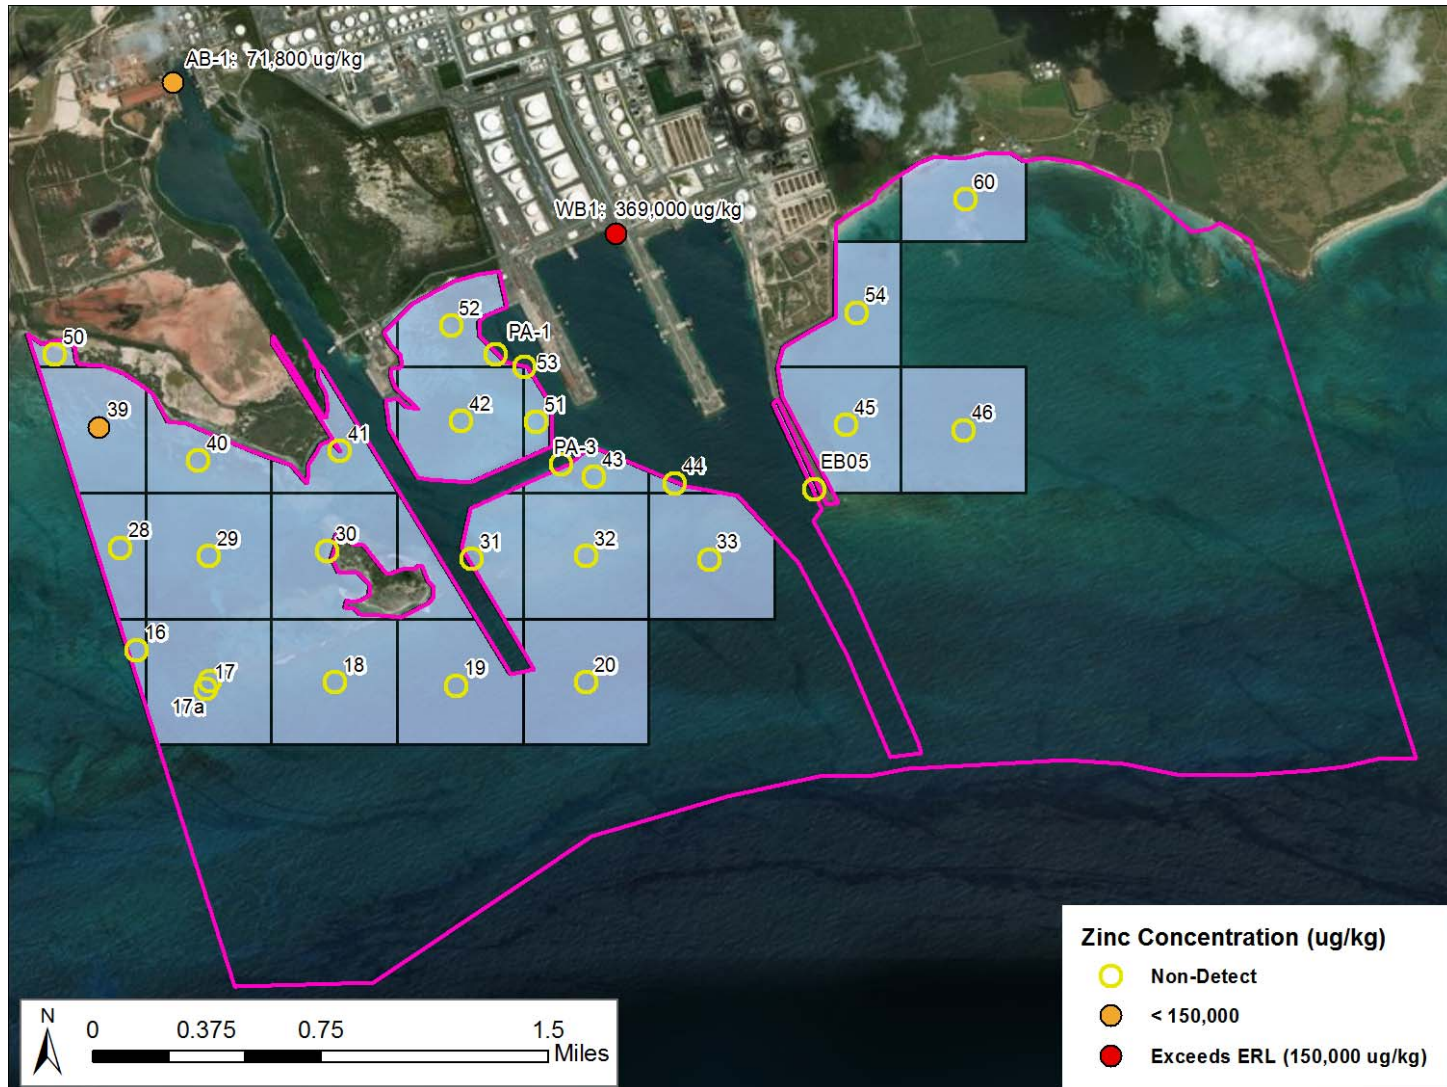 AB-1: 71,800 ug/kg
60
WB1: 369,000 ug/kg
54
52
50
PA-1
53
39
42
51
45
46
40
41
PA-3
43
44
EB05
28
29
30
31
32
33
16
17
17a
18
19
20
Zinc Concentration (ug/kg)
Non-Detect
< 150,000
Exceeds ERL (150,000 ug/kg)
N
0 0.375 0.75 1.5
Miles